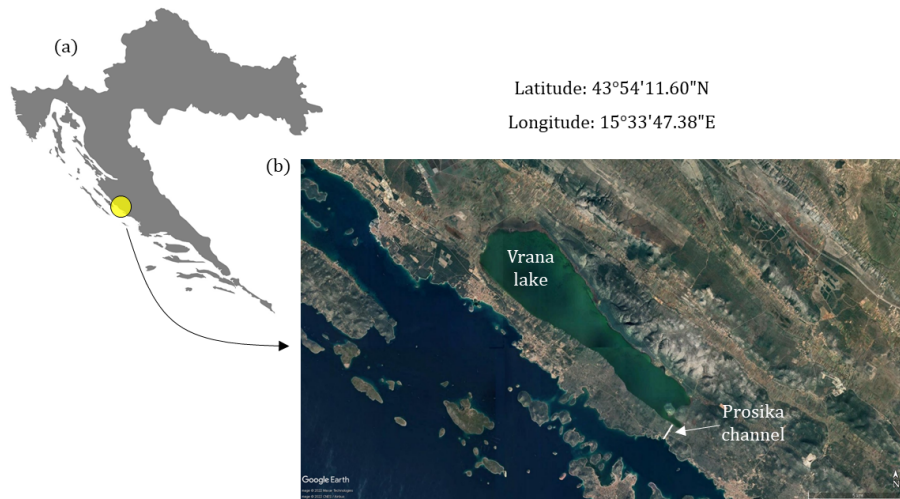 (a)
Latitude: 43°54'11.60"N
Longitude: 15°33'47.38"E
(b)
Vrana
lake
Prosika
channel
Google Earth
N